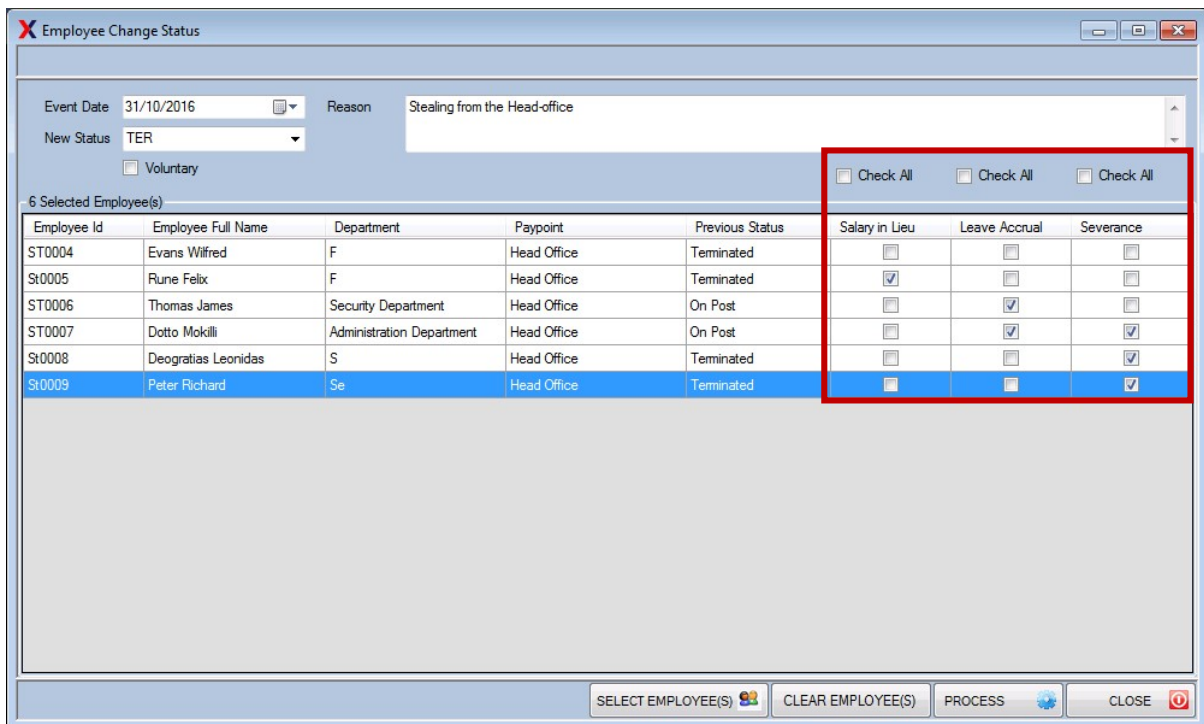 Employee Change Status
Event Date 31/10/2016 Reason Stealing from the Head-office
New Status TER
Voluntary
Check All Check All Check All
6 Selected Employee(s)
Employee Id Employee Full Name Department Paypoint Previous Status Salary in Lieu Leave Accrual Severance
ST0004 Evans Wilfred F Head Office Terminated
St0005 Rune Felix F Head Office Terminated
ST0006 Thomas James Security Department Head Office On Post
ST0007 Dotto Mokilli Administration Department Head Office On Post
St0008 Deogratias Leonidas S Head Office Terminated
St0009 Peter Richard Se Head Office Terminated
SELECT EMPLOYEE(S) CLEAR EMPLOYEE(S) PROCESS CLOSE